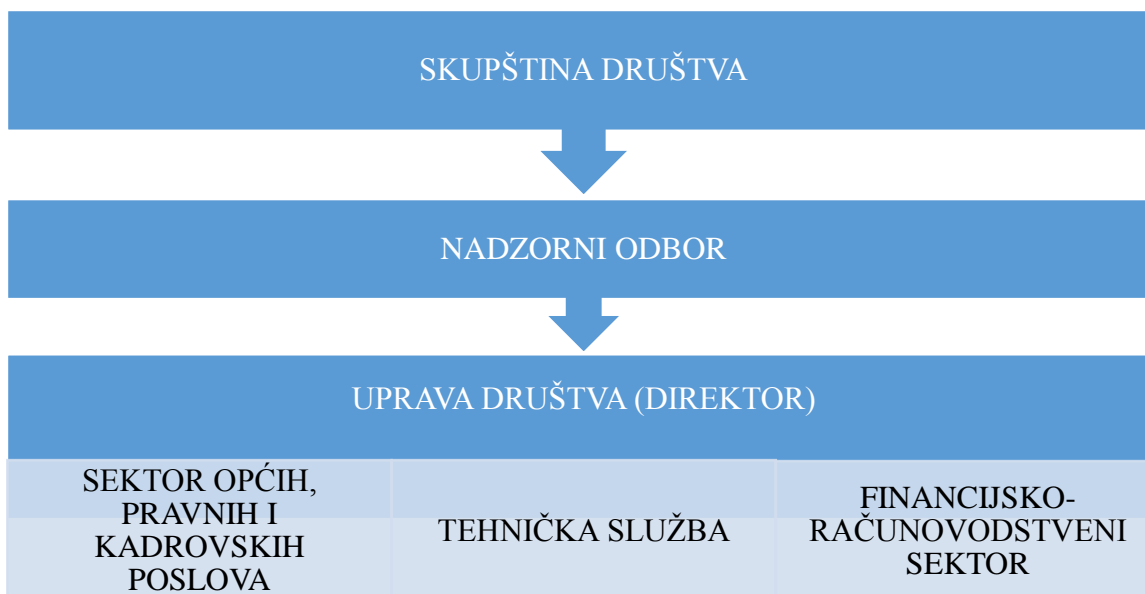 SKUPŠTINA DRUŠTVA
NADZORNI ODBOR
UPRAVA DRUŠTVA (DIREKTOR)
SEKTOR OPĆIH,
PRAVNIH I
KADROVSKIH
POSLOVA
TEHNIČKA SLUŽBA
FINANCIJSKO-
RAČUNOVODSTVENI
SEKTOR